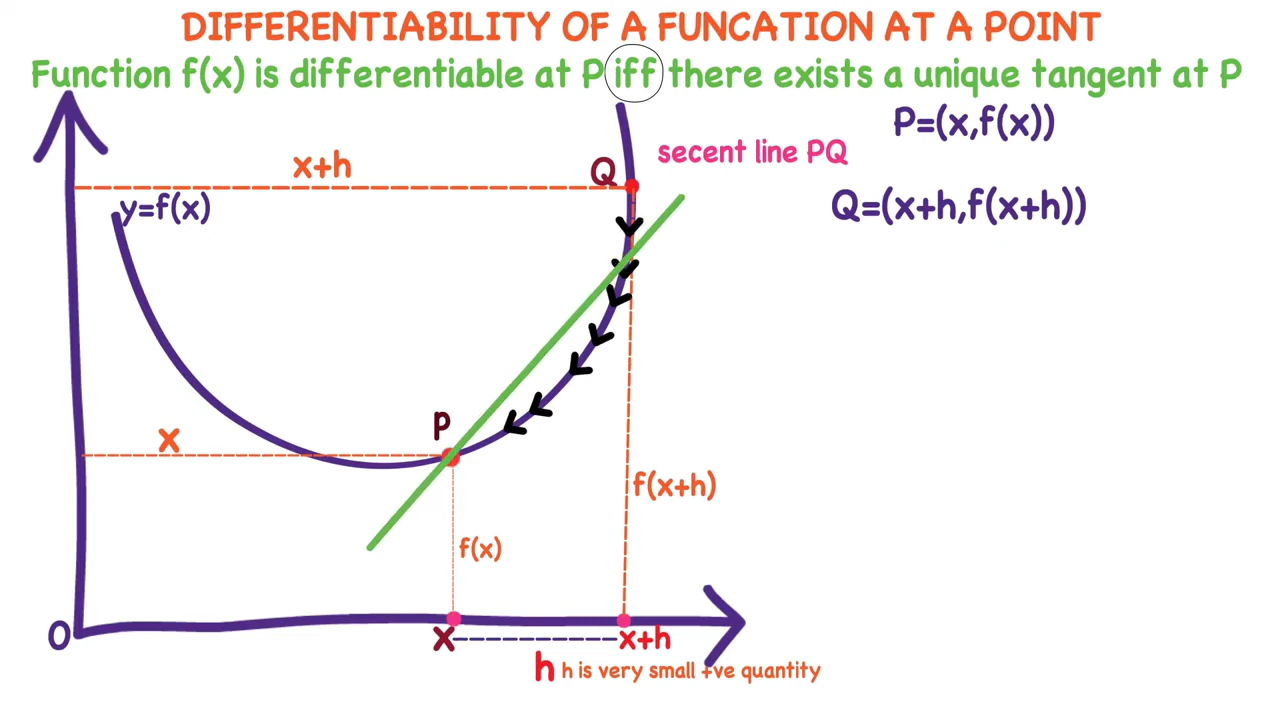 DIFFERENTIABILITY OF A FUNCATION AT A POINT
Function f(x) is differentiable at P iff there exists a unique tangent at P
P=(x,f(x))
x+h
Q
secent line PQ
y=f(x)
Q=(x+h,f(x+h))
P
x
f(x+h)
f(x)
O
x
x+h
h
h is very small +ve quantity